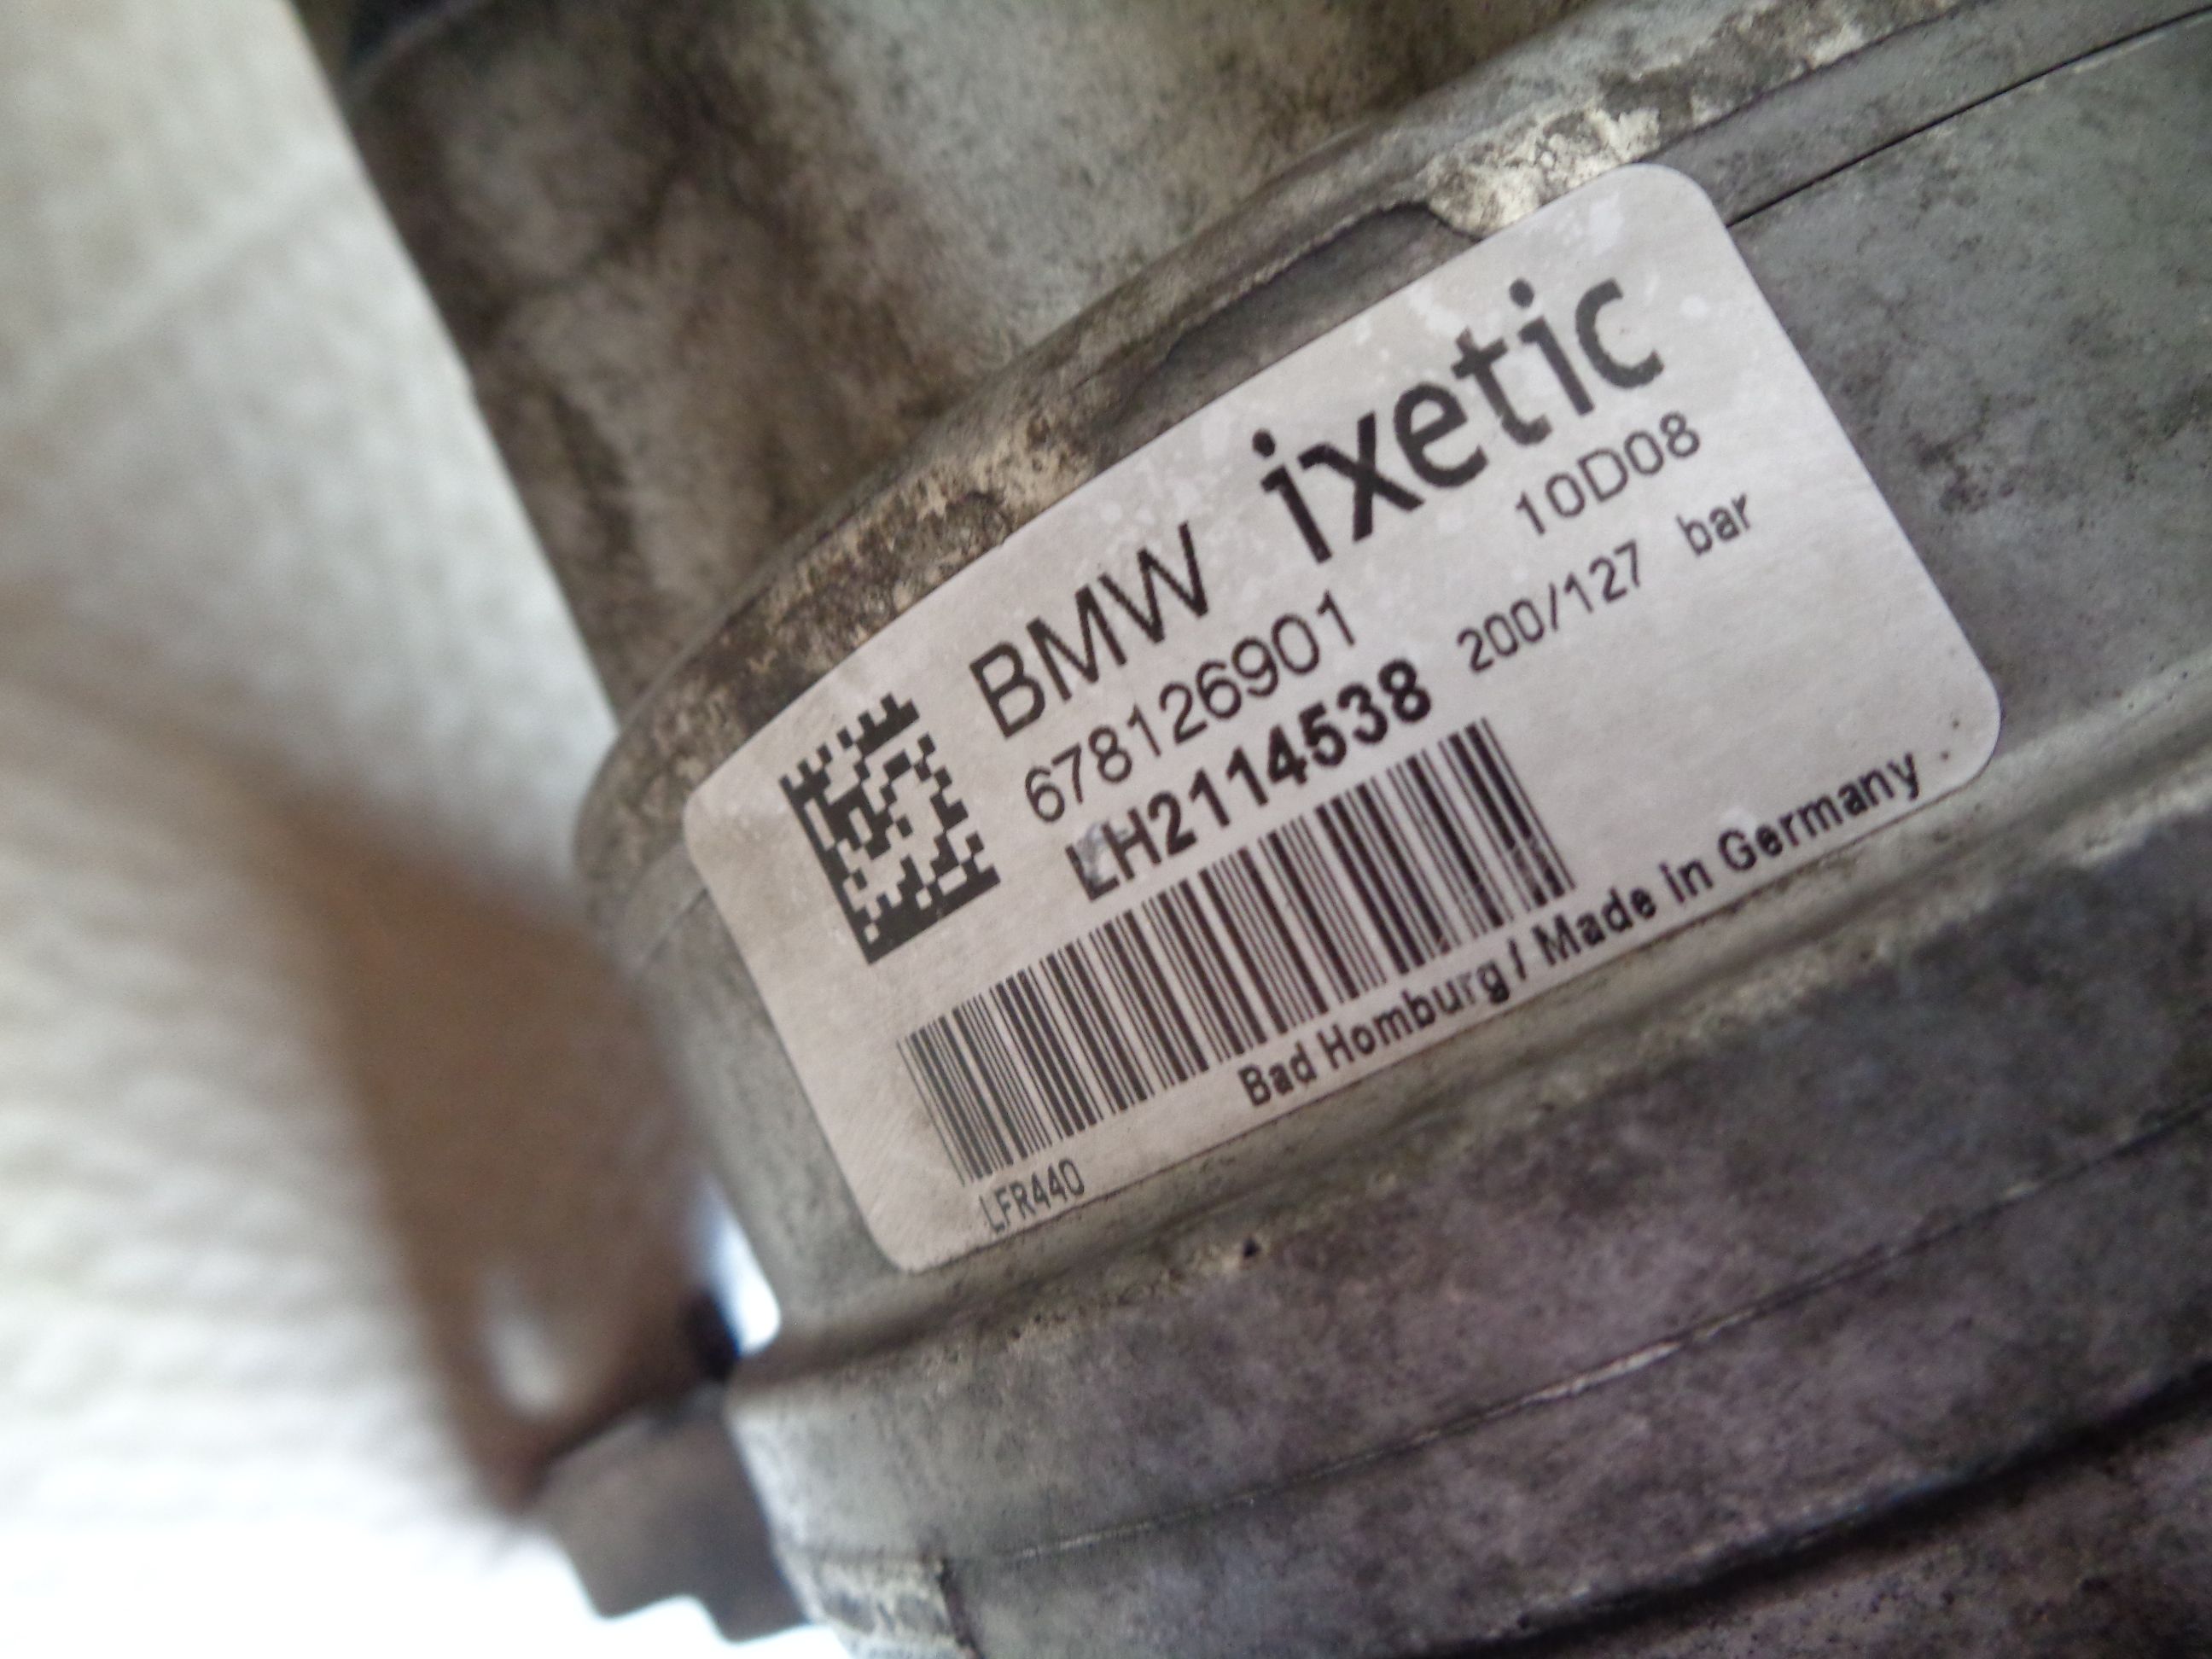 BMW ixetic
678126901 10D08
LH2114538 200/127 bar
Bad Homburg / Made in Germany
LFR440